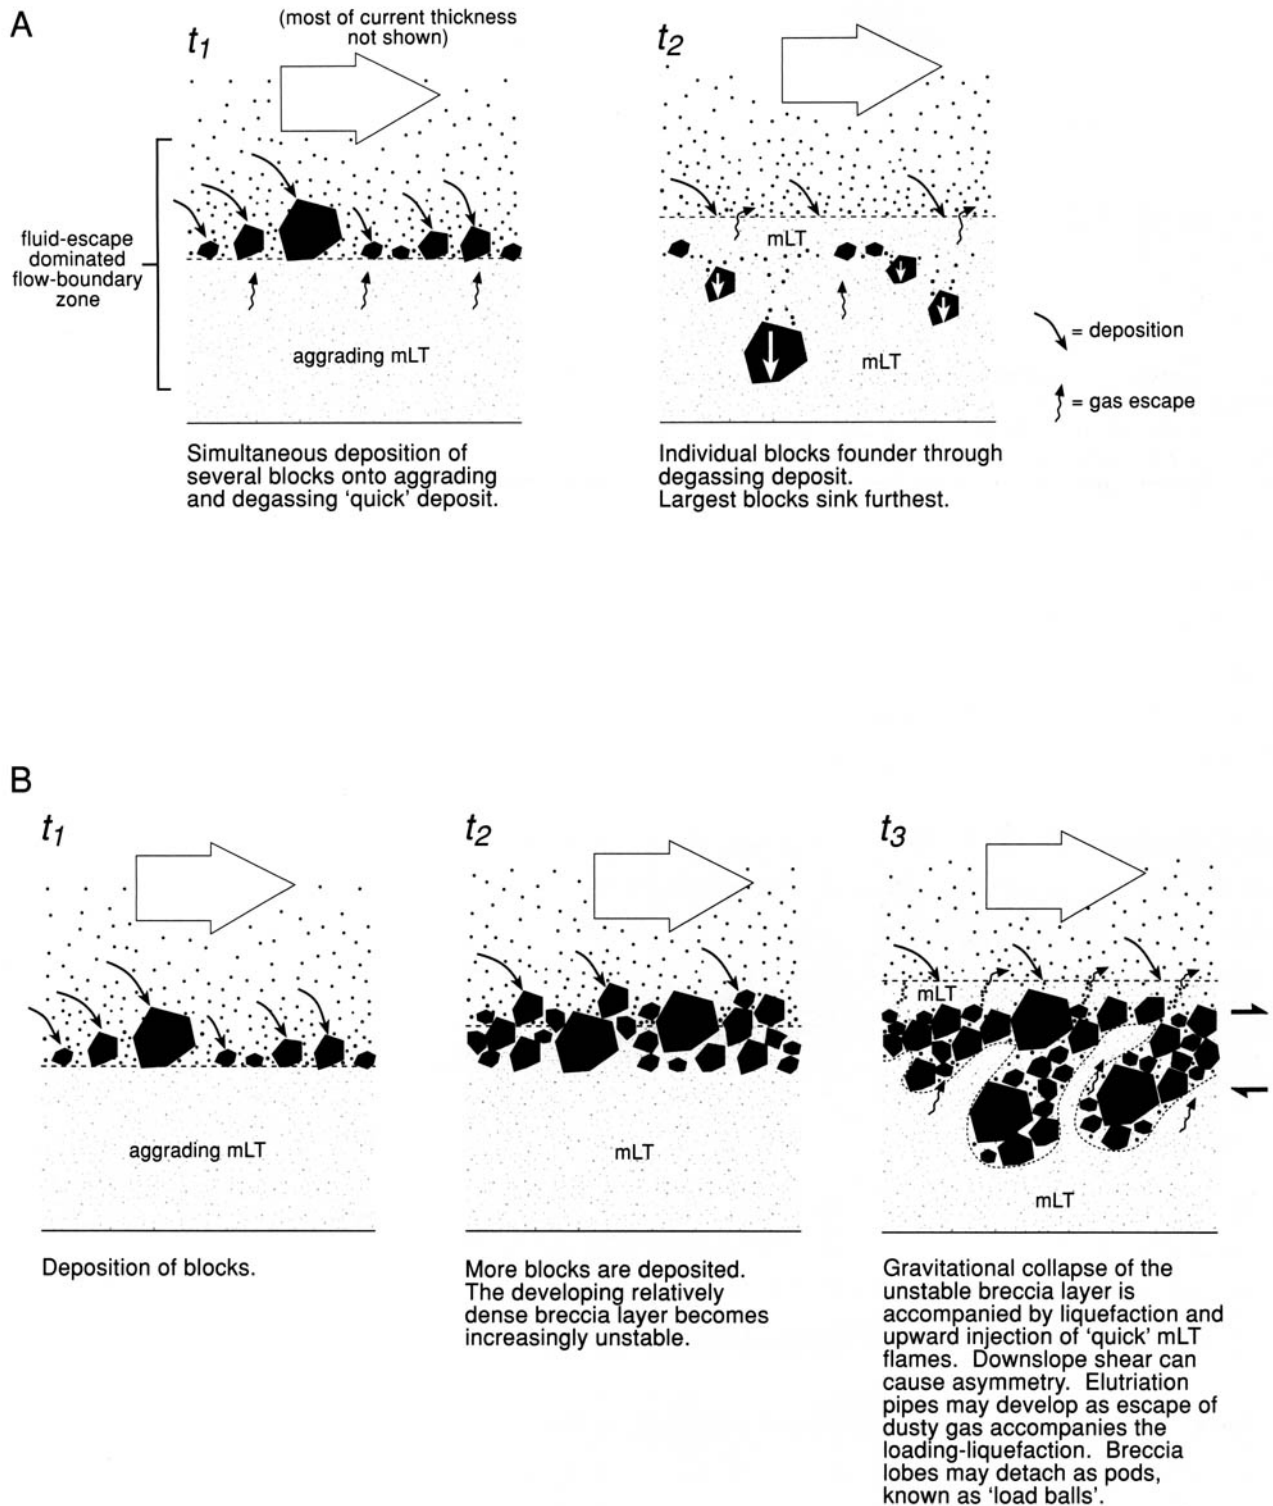 A
t1
(most of current thickness
not shown)
t2
fluid-escape
dominated
flow-boundary
zone
aggrading mLT
mLT
mLT
= deposition
= gas escape
Simultaneous deposition of
several blocks onto aggrading
and degassing ‘quick’ deposit.
Individual blocks founder through
degassing deposit.
Largest blocks sink furthest.
B
t1
t2
t3
aggrading mLT
mLT
mLT
mLT
Deposition of blocks.
More blocks are deposited.
The developing relatively
dense breccia layer becomes
increasingly unstable.
Gravitational collapse of the
unstable breccia layer is
accompanied by liquefaction and
upward injection of ‘quick’ mLT
flames.  Downslope shear can
cause asymmetry.  Elutriation
pipes may develop as escape of
dusty gas accompanies the
loading-liquefaction.  Breccia
lobes may detach as pods,
known as ‘load balls’.